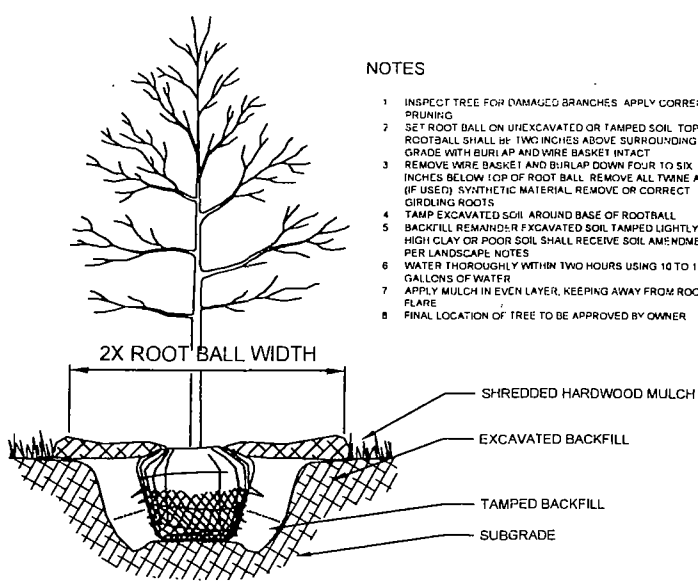 NOTES
1 INSPECT TREE FOR DAMAGED BRANCHES APPLY CORRE
PRUNING
2 SET ROOT BALL ON UNEXCAVATED OR TAMPED SOIL TOP
ROOTBALL SHALL BE TWO INCHES ABOVE SURROUNDING
GRADE WITH BURLAP AND WIRE BASKET INTACT
3 REMOVE WIRE BASKET AND BURLAP DOWN FOUR TO SIX
INCHES BELOW TOP OF ROOT BALL REMOVE ALL TWINE A
(IF USED) SYNTHETIC MATERIAL REMOVE OR CORRECT
GIRDLING ROOTS
4 TAMP EXCAVATED SOIL AROUND BASE OF ROOTBALL
5 BACKFILL REMAINDER EXCAVATED SOIL TAMPED LIGHTLY
HIGH CLAY OR POOR SOIL SHALL RECEIVE SOIL AMENDME
PER LANDSCAPE NOTES
6 WATER THOROUGHLY WITHIN TWO HOURS USING 10 TO 1
GALLONS OF WATER
7 APPLY MULCH IN EVEN LAYER, KEEPING AWAY FROM ROO
FLARE
8 FINAL LOCATION OF TREE TO BE APPROVED BY OWNER
2X ROOT BALL WIDTH
SHREDDED HARDWOOD MULCH
EXCAVATED BACKFILL
TAMPED BACKFILL
SUBGRADE